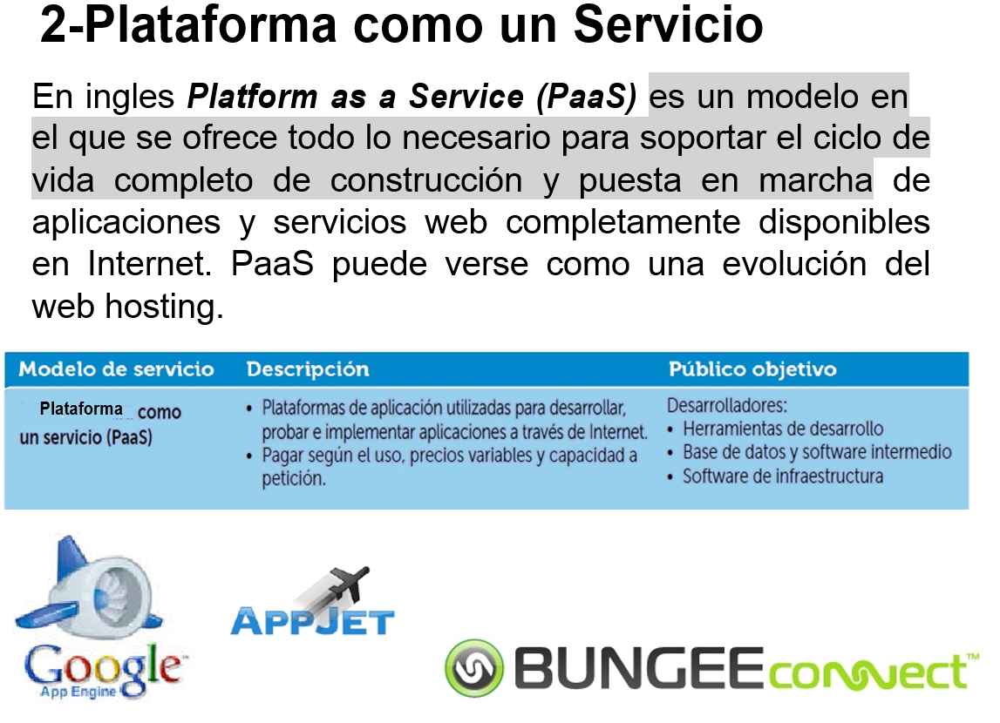 2-Plataforma como un Servicio
En ingles Platform as a Service (PaaS) es un modelo en
el que se ofrece todo lo necesario para soportar el ciclo de
vida completo de construcción y puesta en marcha de
aplicaciones y servicios web completamente disponibles
en Internet. PaaS puede verse como una evolución del
web hosting.
Modelo de servicio Descripción Público objetivo
Plataforma como
un servicio (PaaS)
• Plataformas de aplicación utilizadas para desarrollar,
probar e implementar aplicaciones a través de Internet.
• Pagar según el uso, precios variables y capacidad a
petición.
Desarrolladores:
• Herramientas de desarrollo
• Base de datos y software intermedio
• Software de infraestructura
Google™
App Engine
APPJET
BUNGEE connect™